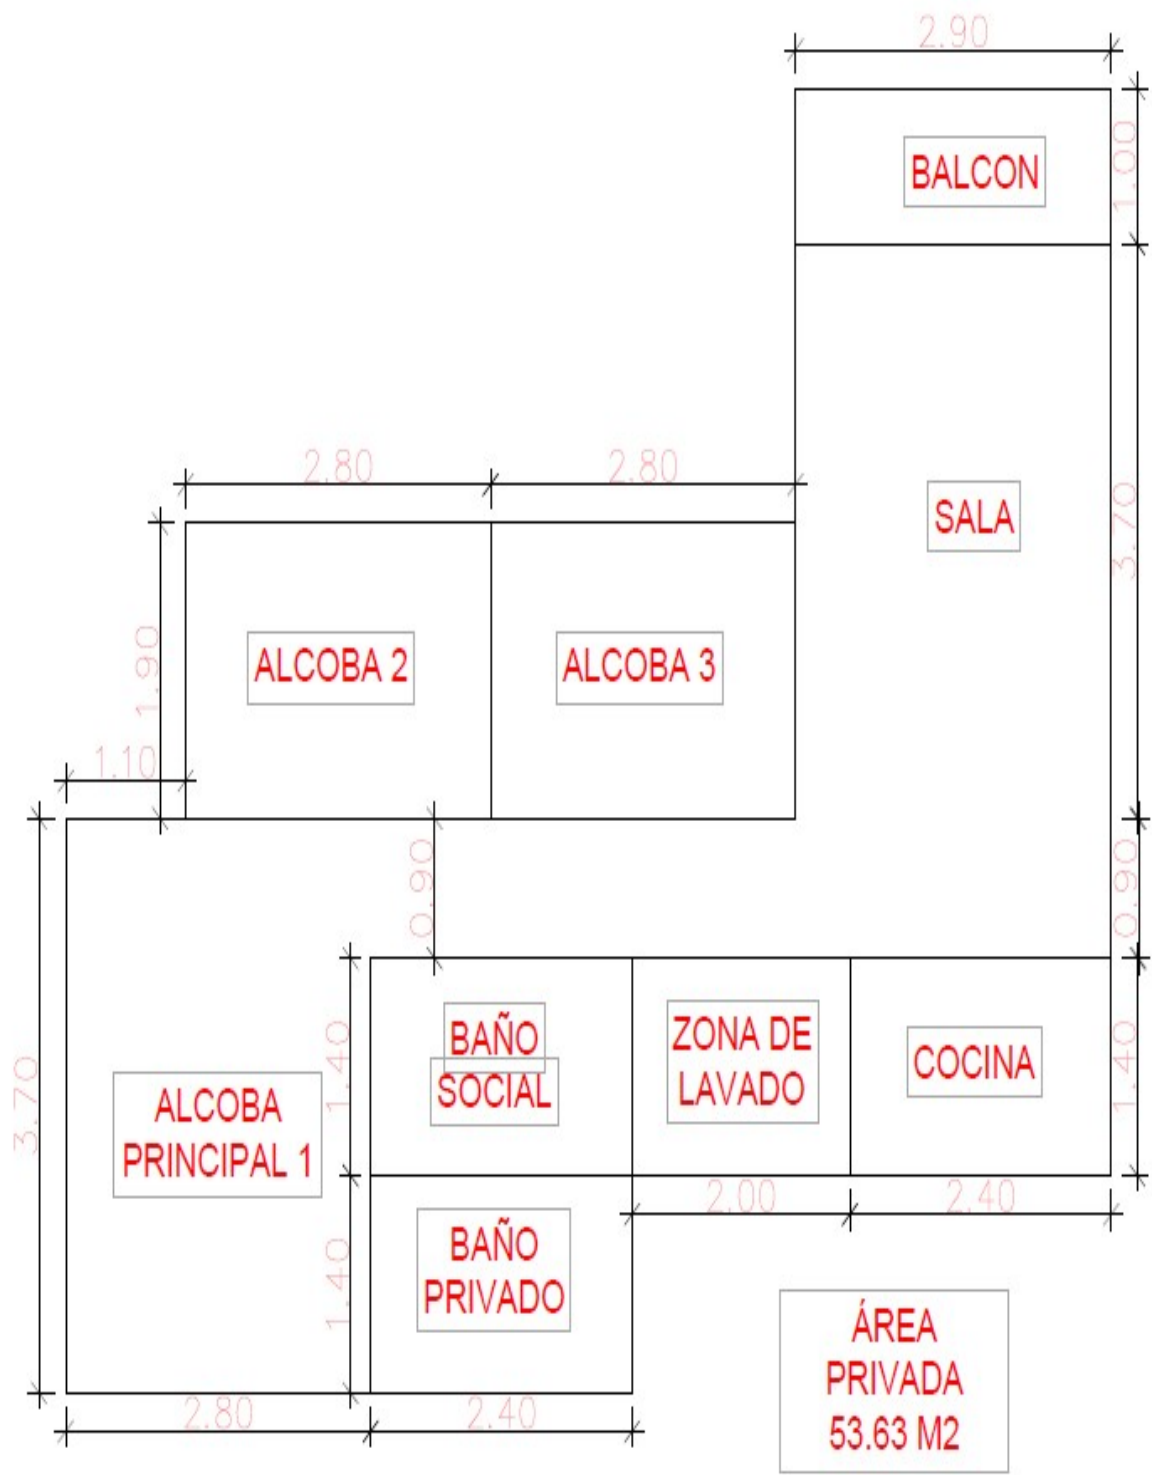 2.90
BALCON
1.00
2.80
2.80
SALA
3.70
1.90
ALCOBA 2
ALCOBA 3
1.10
0.90
0.90
3.70
ALCOBA
PRINCIPAL 1
1.40
BAÑO
SOCIAL
ZONA DE
LAVADO
COCINA
1.40
2.00
2.40
1.40
BAÑO
PRIVADO
2.80
2.40
ÁREA
PRIVADA
53.63 M2